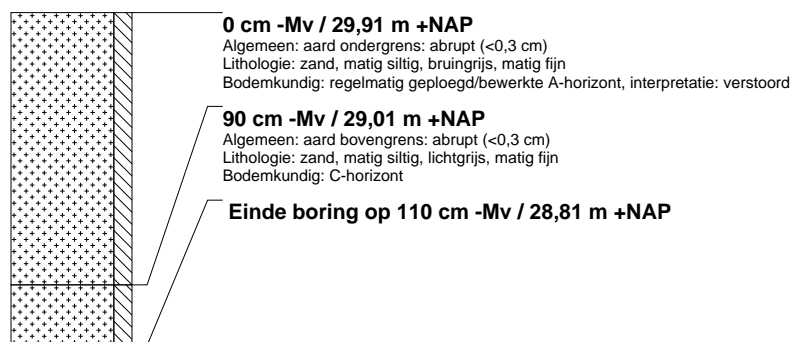 0 cm -Mv / 29,91 m +NAP
Algemeen: aard ondergrens: abrupt (<0,3 cm)
Lithologie: zand, matig siltig, bruingrijs, matig fijn
Bodemkundig: regelmatig geploegd/bewerkte A-horizont, interpretatie: verstoord
90 cm -Mv / 29,01 m +NAP
Algemeen: aard bovengrens: abrupt (<0,3 cm)
Lithologie: zand, matig siltig, lichtgrijs, matig fijn
Bodemkundig: C-horizont
Einde boring op 110 cm -Mv / 28,81 m +NAP